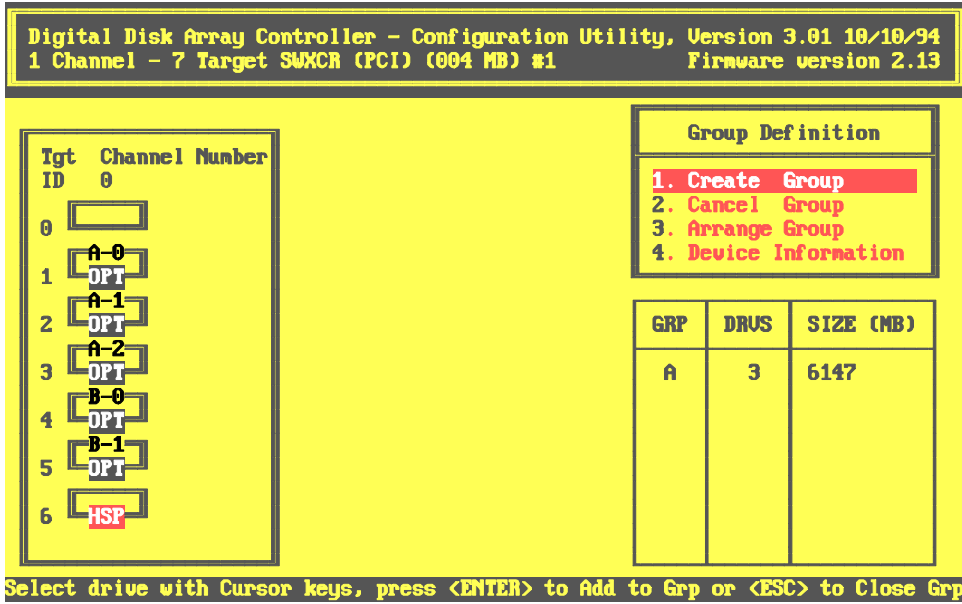 Digital Disk Array Controller - Configuration Utility, Version 3.01 10/10/94
1 Channel - 7 Target SWXCR (PCI) (004 MB) #1 Firmware version 2.13
Tgt Channel Number
ID 0
0
A-0
1 OPT
A-1
2 OPT
A-2
3 OPT
B-0
4 OPT
B-1
5 OPT
6 HSP
Group Definition
1. Create Group
2. Cancel Group
3. Arrange Group
4. Device Information
GRP DRVS SIZE (MB)
A 3 6147
Select drive with Cursor keys, press <ENTER> to Add to Grp or <ESC> to Close Grp